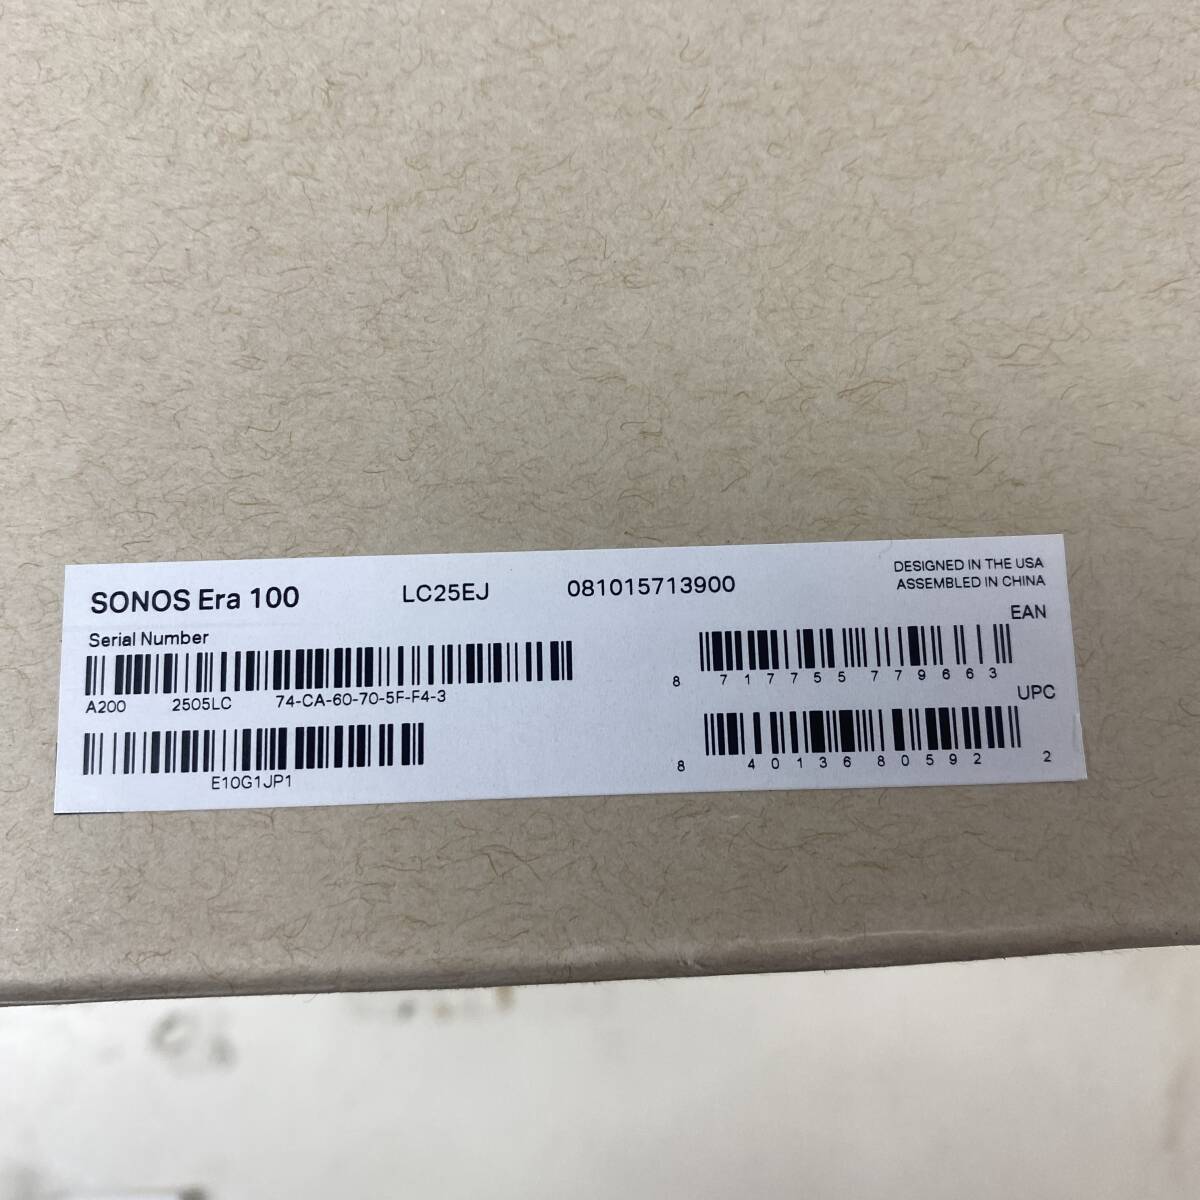 SONOS Era 100 LC25EJ 081015713900
DESIGNED IN THE USA
ASSEMBLED IN CHINA
Serial Number
A200 2505LC 74-CA-60-70-5F-F4-3
E10G1JP1
EAN
8 717755 779663
UPC
8 40136 80592 2